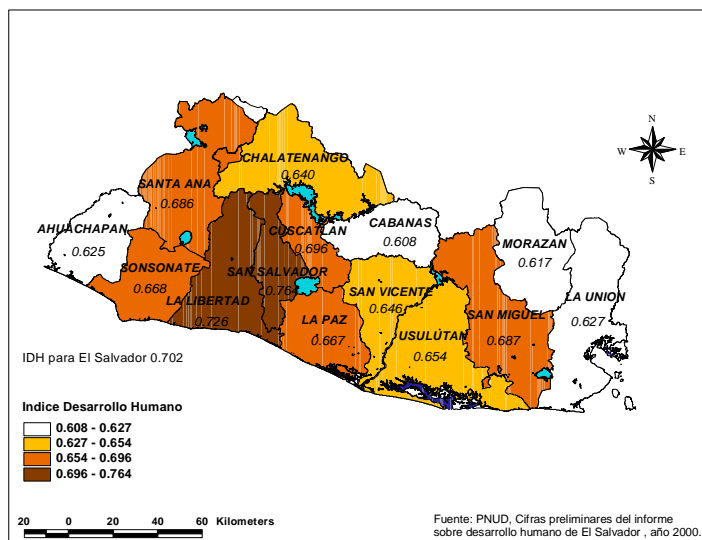 N
W E
S
CHALATENANGO
0.640
SANTA ANA
0.686
AHUACHAPAN
0.625
CUSCATLAN
0.696
CABANAS
0.608
MORAZAN
0.617
SONSONATE
0.668
SAN SALVADOR
0.764
LA LIBERTAD
0.726
SAN VICENTE
0.646
LA UNION
0.627
LA PAZ
0.667
USULÚTAN
0.654
SAN MIGUEL
0.687
IDH para El Salvador 0.702
Indice Desarrollo Humano
0.608 - 0.627
0.627 - 0.654
0.654 - 0.696
0.696 - 0.764
20 0 20 40 60 Kilometers
Fuente: PNUD, Cifras preliminares del informe
sobre desarrollo humano de El Salvador , año 2000.